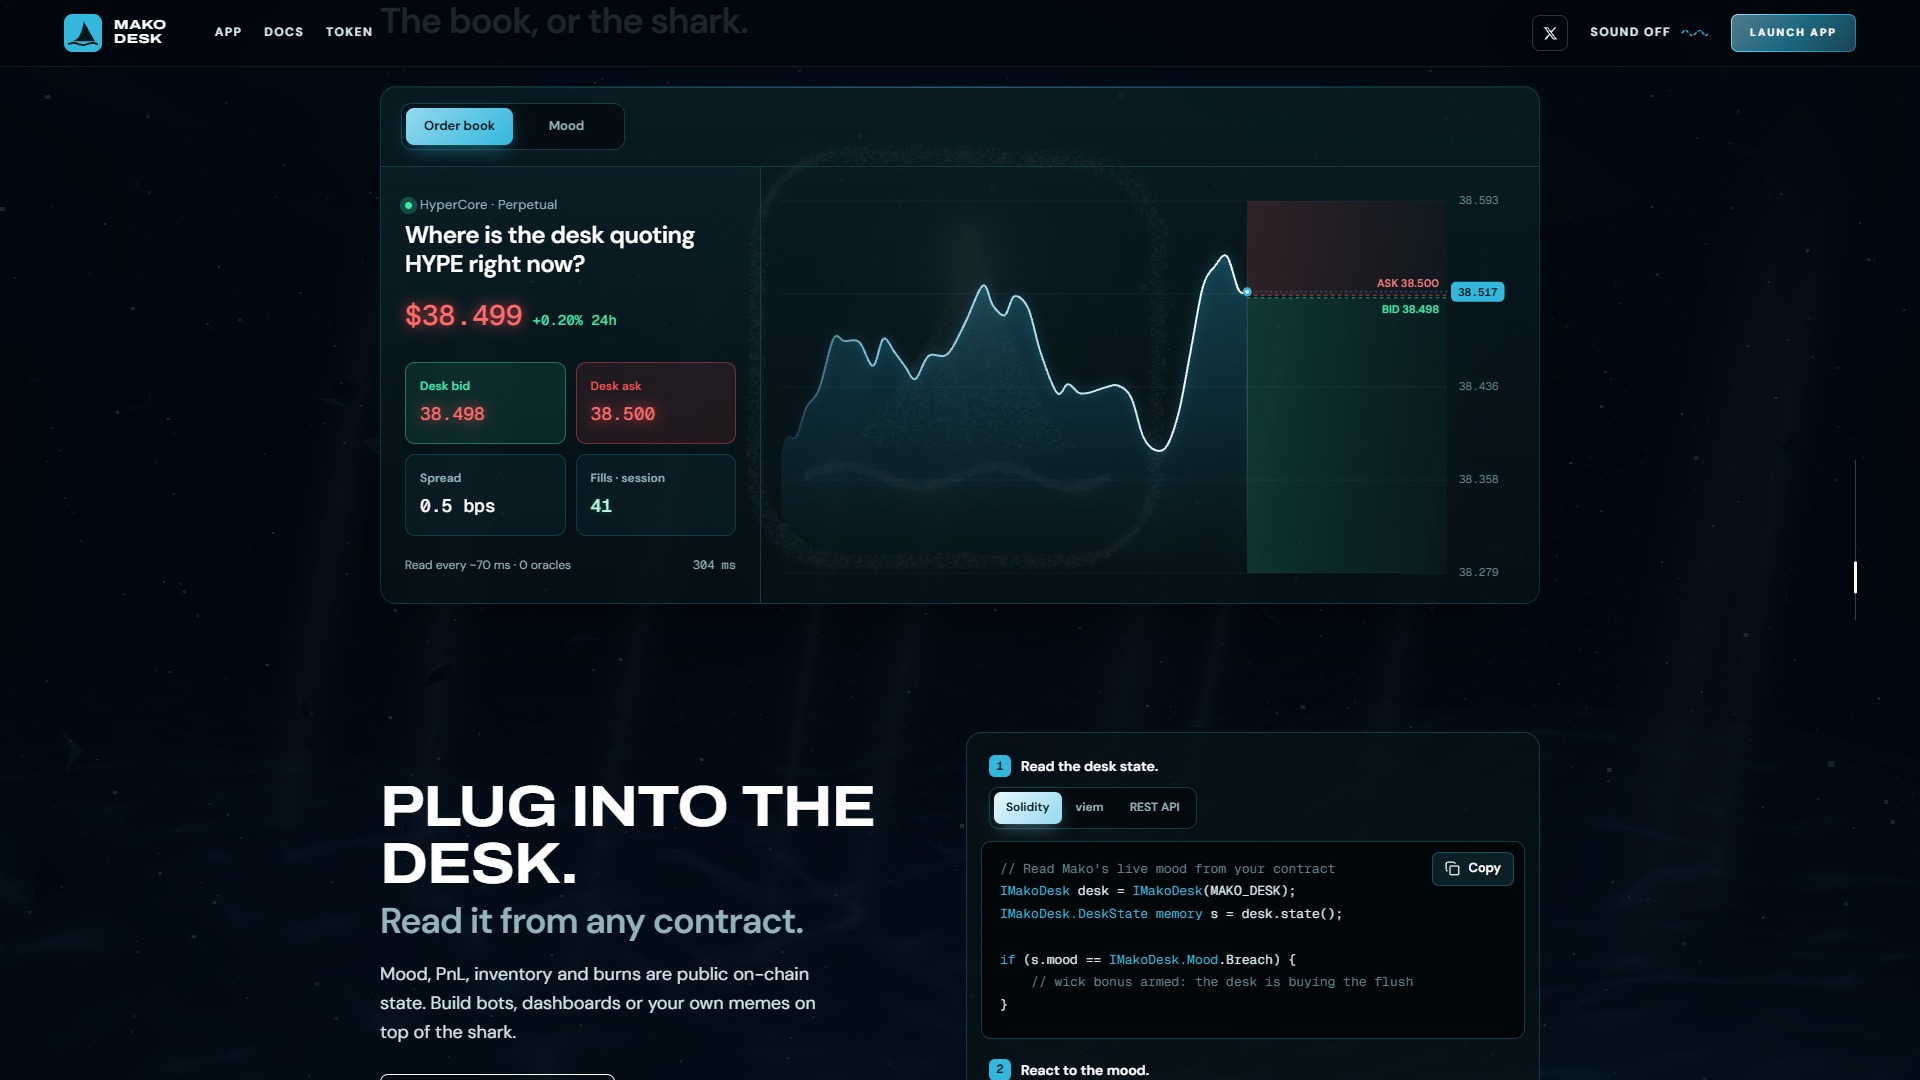 MAKO
DESK
APP
DOCS
TOKEN
The book, or the shark.
SOUND OFF
LAUNCH APP
Order book
Mood
HyperCore · Perpetual
Where is the desk quoting
HYPE right now?
$38.499 +0.20% 24h
Desk bid
38.498
Desk ask
38.500
Spread
0.5 bps
Fills · session
41
Read every ~70 ms · 0 oracles
304 ms
38.593
ASK 38.500
38.517
BID 38.498
38.436
38.358
38.279
PLUG INTO THE
DESK.
Read it from any contract.
Mood, PnL, inventory and burns are public on-chain
state. Build bots, dashboards or your own memes on
top of the shark.
1 Read the desk state.
Solidity
viem
REST API
Copy
// Read Mako's live mood from your contract
IMakoDesk desk = IMakoDesk(MAKO_DESK);
IMakoDesk.DeskState memory s = desk.state();
if (s.mood == IMakoDesk.Mood.Breach) {
// wick bonus armed: the desk is buying the flush
}
2 React to the mood.